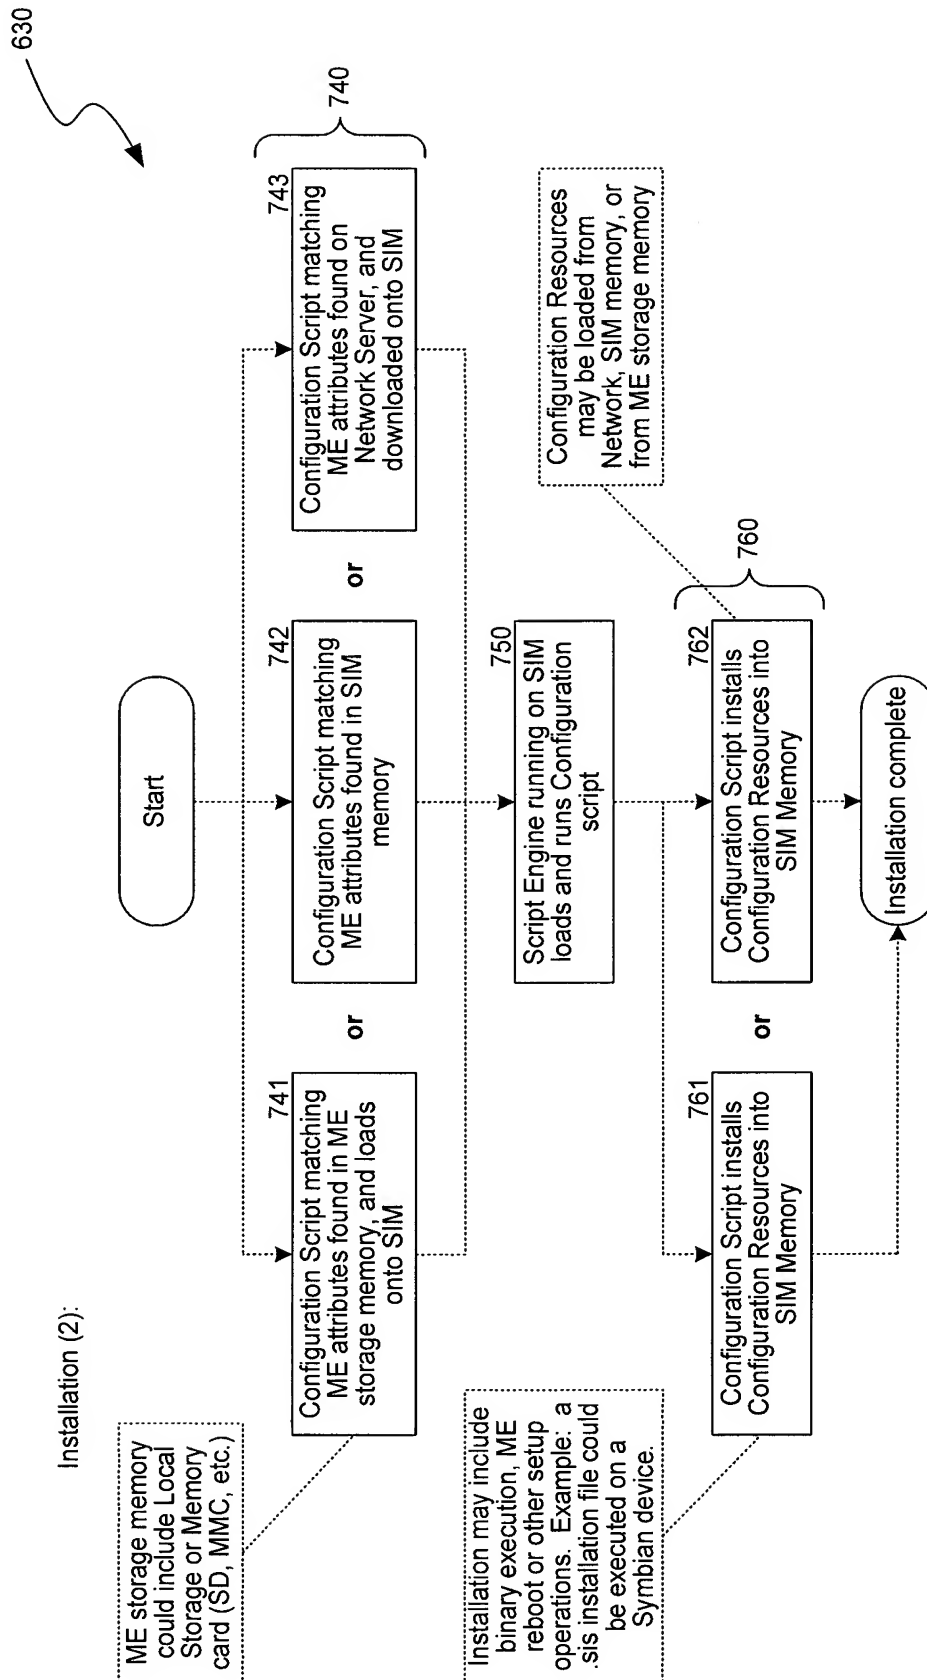 630
Installation (2):
Start
ME storage memory
could include Local
Storage or Memory
card (SD, MMC, etc.)
741
Configuration Script matching
ME attributes found in ME
storage memory, and loads
onto SIM
or
742
Configuration Script matching
ME attributes found in SIM
memory
or
743
Configuration Script matching
ME attributes found on
Network Server, and
downloaded onto SIM
740
750
Script Engine running on SIM
loads and runs Configuration
script
Installation may include
binary execution, ME
reboot or other setup
operations. Example: a
.sis installation file could
be executed on a
Symbian device.
761
Configuration Script installs
Configuration Resources into
SIM Memory
or
762
Configuration Script installs
Configuration Resources into
SIM Memory
760
Configuration Resources
may be loaded from
Network, SIM memory, or
from ME storage memory
Installation complete